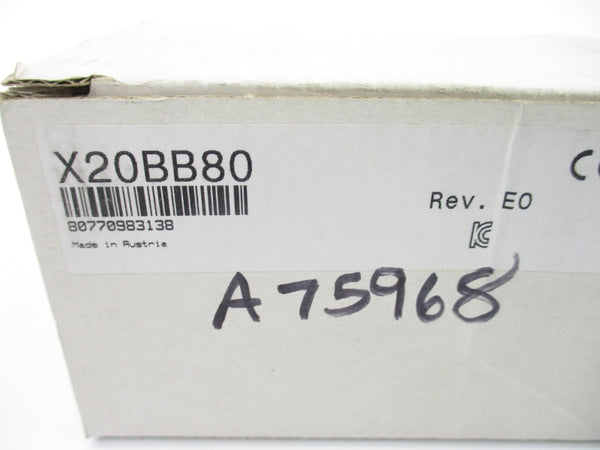 X20BB80
80770983138
Made in Austria
Rev. E0
A75968